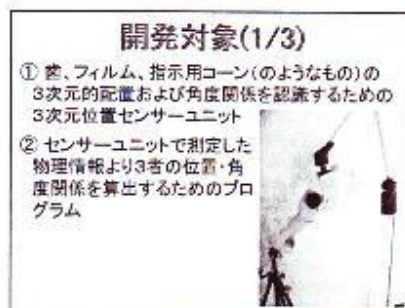 開発対象(1/3)
① 歯、フィルム、指示用コーン(のようなもの)の
3次元的配置および角度関係を認識するための
3次元位置センサーユニット
② センサーユニットで測定した
物理情報より3者の位置・角
度関係を算出するためのプロ
グラム